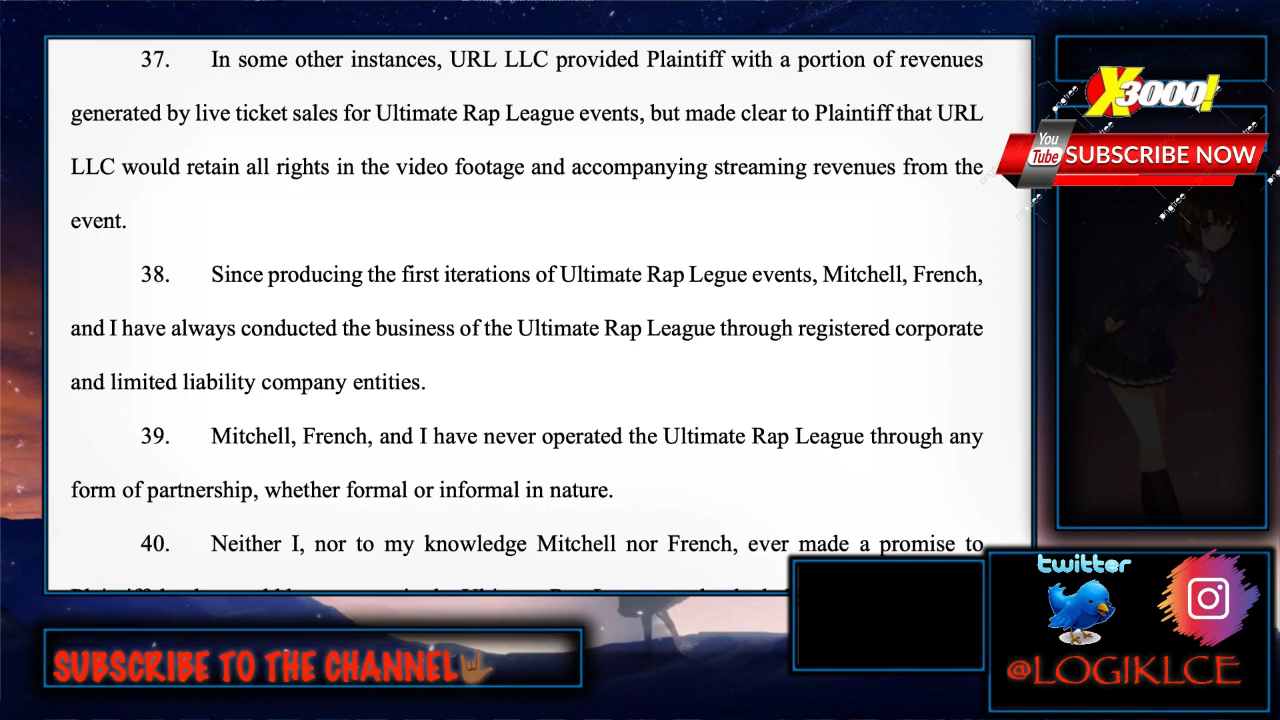 37. In some other instances, URL LLC provided Plaintiff with a portion of revenues
generated by live ticket sales for Ultimate Rap League events, but made clear to Plaintiff that URL
LLC would retain all rights in the video footage and accompanying streaming revenues from the
event.
38. Since producing the first iterations of Ultimate Rap Legue events, Mitchell, French,
and I have always conducted the business of the Ultimate Rap League through registered corporate
and limited liability company entities.
39. Mitchell, French, and I have never operated the Ultimate Rap League through any
form of partnership, whether formal or informal in nature.
40. Neither I, nor to my knowledge Mitchell nor French, ever made a promise to
X3000!
You Tube SUBSCRIBE NOW
pngtree
twitter
@LOGIKLCE
SUBSCRIBE TO THE CHANNEL